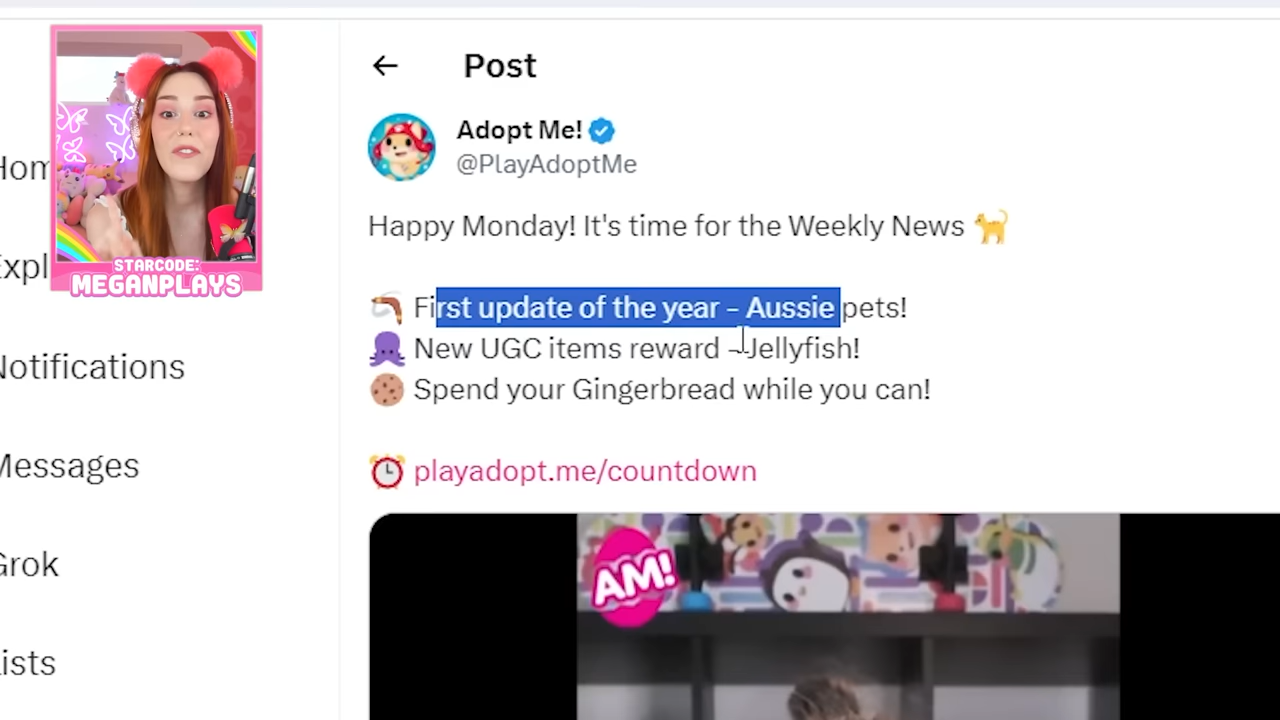 Post
Adopt Me!
@PlayAdoptMe
Happy Monday! It's time for the Weekly News
First update of the year – Aussie pets!
New UGC items reward – Jellyfish!
Spend your Gingerbread while you can!
playadopt.me/countdown
AM!
STARCODE:
MEGANPLAYS
Hom
Expl
Notifications
Messages
Grok
ists